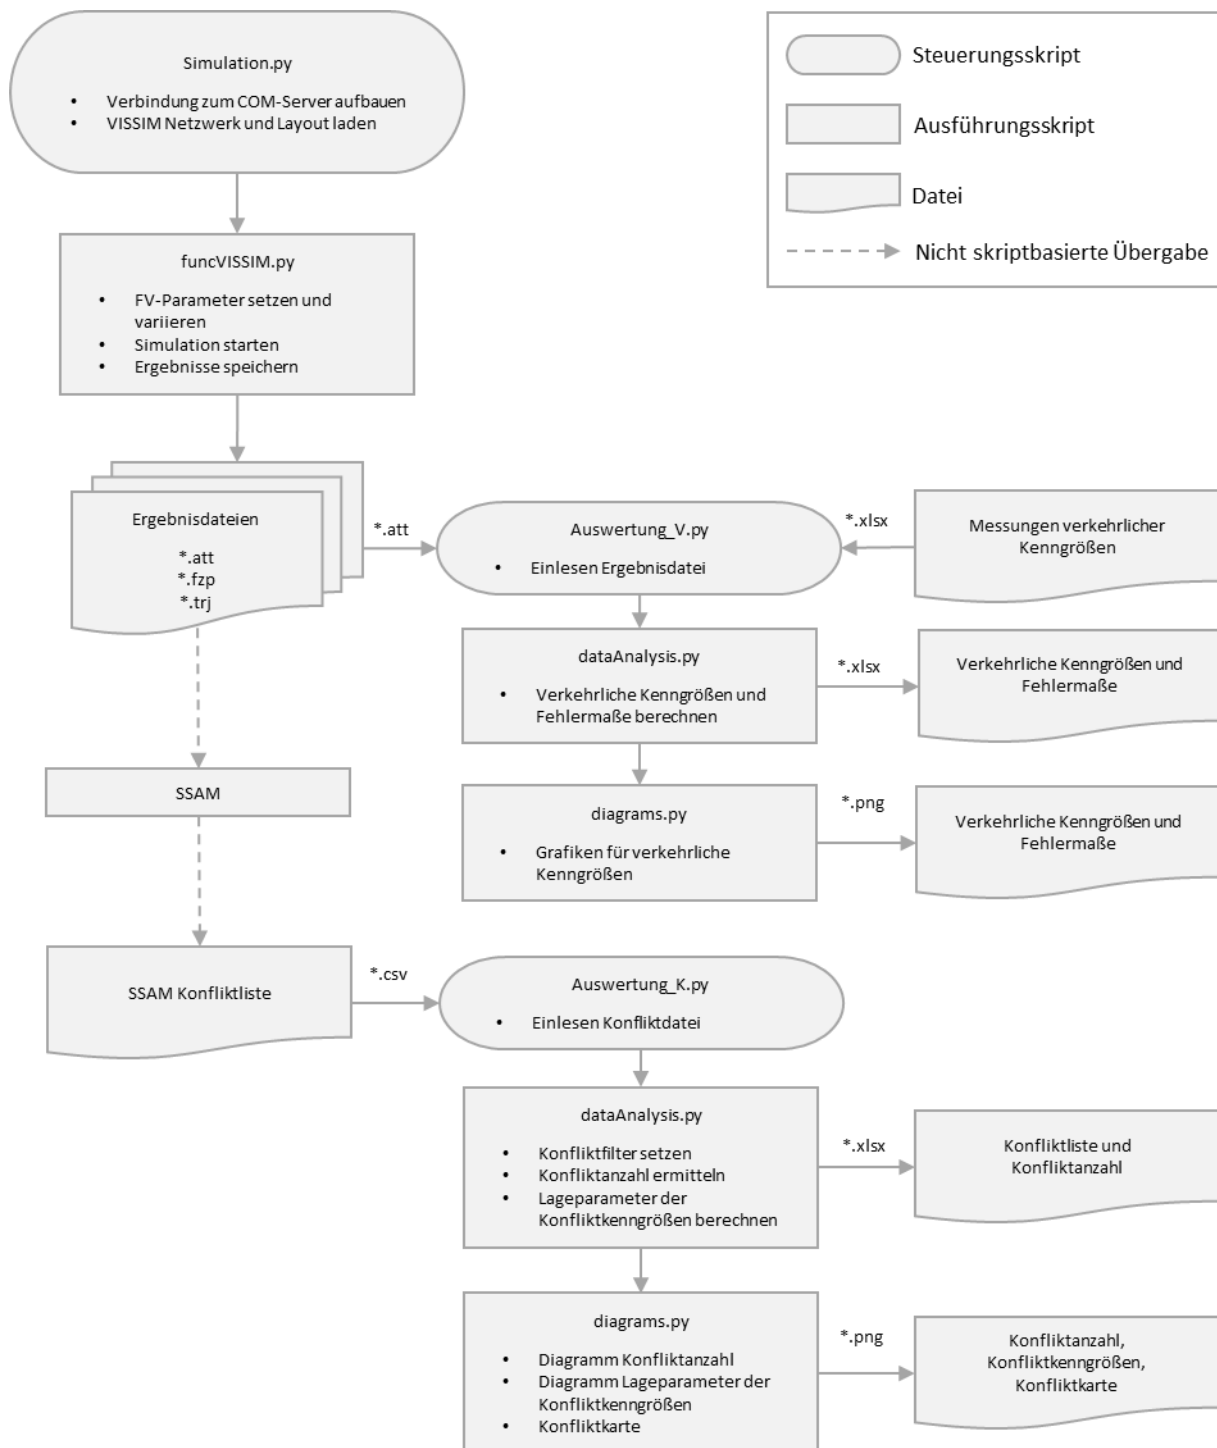 Simulation.py
• Verbindung zum COM-Server aufbauen
• VISSIM Netzwerk und Layout laden
Steuerungsskript
Ausführungsskript
Datei
Nicht skriptbasierte Übergabe
funcVISSIM.py
• FV-Parameter setzen und
variieren
• Simulation starten
• Ergebnisse speichern
Ergebnisdateien
*.att
*.fzp
*.trj
*.att
Auswertung_V.py
• Einlesen Ergebnisdatei
*.xlsx
Messungen verkehrlicher
Kenngrößen
dataAnalysis.py
• Verkehrliche Kenngrößen und
Fehlermaße berechnen
*.xlsx
Verkehrliche Kenngrößen und
Fehlermaße
SSAM
diagrams.py
• Grafiken für verkehrliche
Kenngrößen
*.png
Verkehrliche Kenngrößen und
Fehlermaße
SSAM Konfliktliste
*.csv
Auswertung_K.py
• Einlesen Konfliktdatei
dataAnalysis.py
• Konfliktfilter setzen
• Konfliktanzahl ermitteln
• Lageparameter der
Konfliktkenngrößen berechnen
*.xlsx
Konfliktliste und
Konfliktanzahl
diagrams.py
• Diagramm Konfliktanzahl
• Diagramm Lageparameter der
Konfliktkenngrößen
• Konfliktkarte
*.png
Konfliktanzahl,
Konfliktkenngrößen,
Konfliktkarte